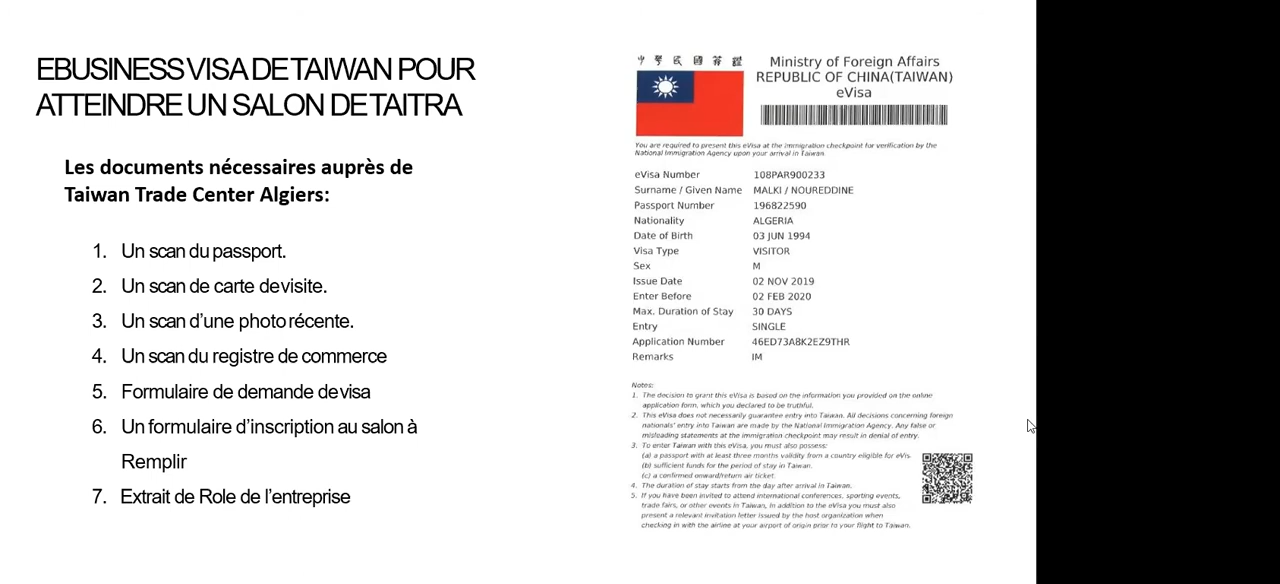 EBUSINESS VISA DE TAIWAN POUR
ATTEINDRE UN SALON DE TAITRA
Les documents nécessaires auprès de
Taiwan Trade Center Algiers:
1. Un scan du passport.
2. Un scan de carte de visite.
3. Un scan d’une photo récente.
4. Un scan du registre de commerce
5. Formulaire de demande de visa
6. Un formulaire d’inscription au salon à
Remplir
7. Extrait de Role de l’entreprise
中華民國簽證
Ministry of Foreign Affairs
REPUBLIC OF CHINA(TAIWAN)
eVisa
You are required to present this eVisa at the immigration checkpoint for verification by the
National Immigration Agency upon your arrival in Taiwan.
eVisa Number 108PAR900233
Surname / Given Name MALKI / NOUREDDINE
Passport Number 196822590
Nationality ALGERIA
Date of Birth 03 JUN 1994
Visa Type VISITOR
Sex M
Issue Date 02 NOV 2019
Enter Before 02 FEB 2020
Max. Duration of Stay 30 DAYS
Entry SINGLE
Application Number 46ED73A8K2EZ9THR
Remarks IM
Notes:
1. The decision to grant this eVisa is based on the information you provided on the online
application form, which you declared to be truthful.
2. This eVisa does not necessarily guarantee entry into Taiwan. All decisions concerning foreign
nationals' entry into Taiwan are made by the National Immigration Agency. Any false or
misleading statements at the immigration checkpoint may result in denial of entry.
3. To enter Taiwan with this eVisa, you must also possess:
(a) a passport with at least three months validity from a country eligible for eVis
(b) sufficient funds for the period of stay in Taiwan.
(c) a confirmed onward/return air ticket.
4. The duration of stay starts from the day after arrival in Taiwan.
5. If you have been invited to attend international conferences, sporting events,
trade fairs, or other events in Taiwan, in addition to the eVisa you must also
present a relevant invitation letter issued by the host organization when
checking in with the airline at your airport of origin prior to your flight to Taiwan.